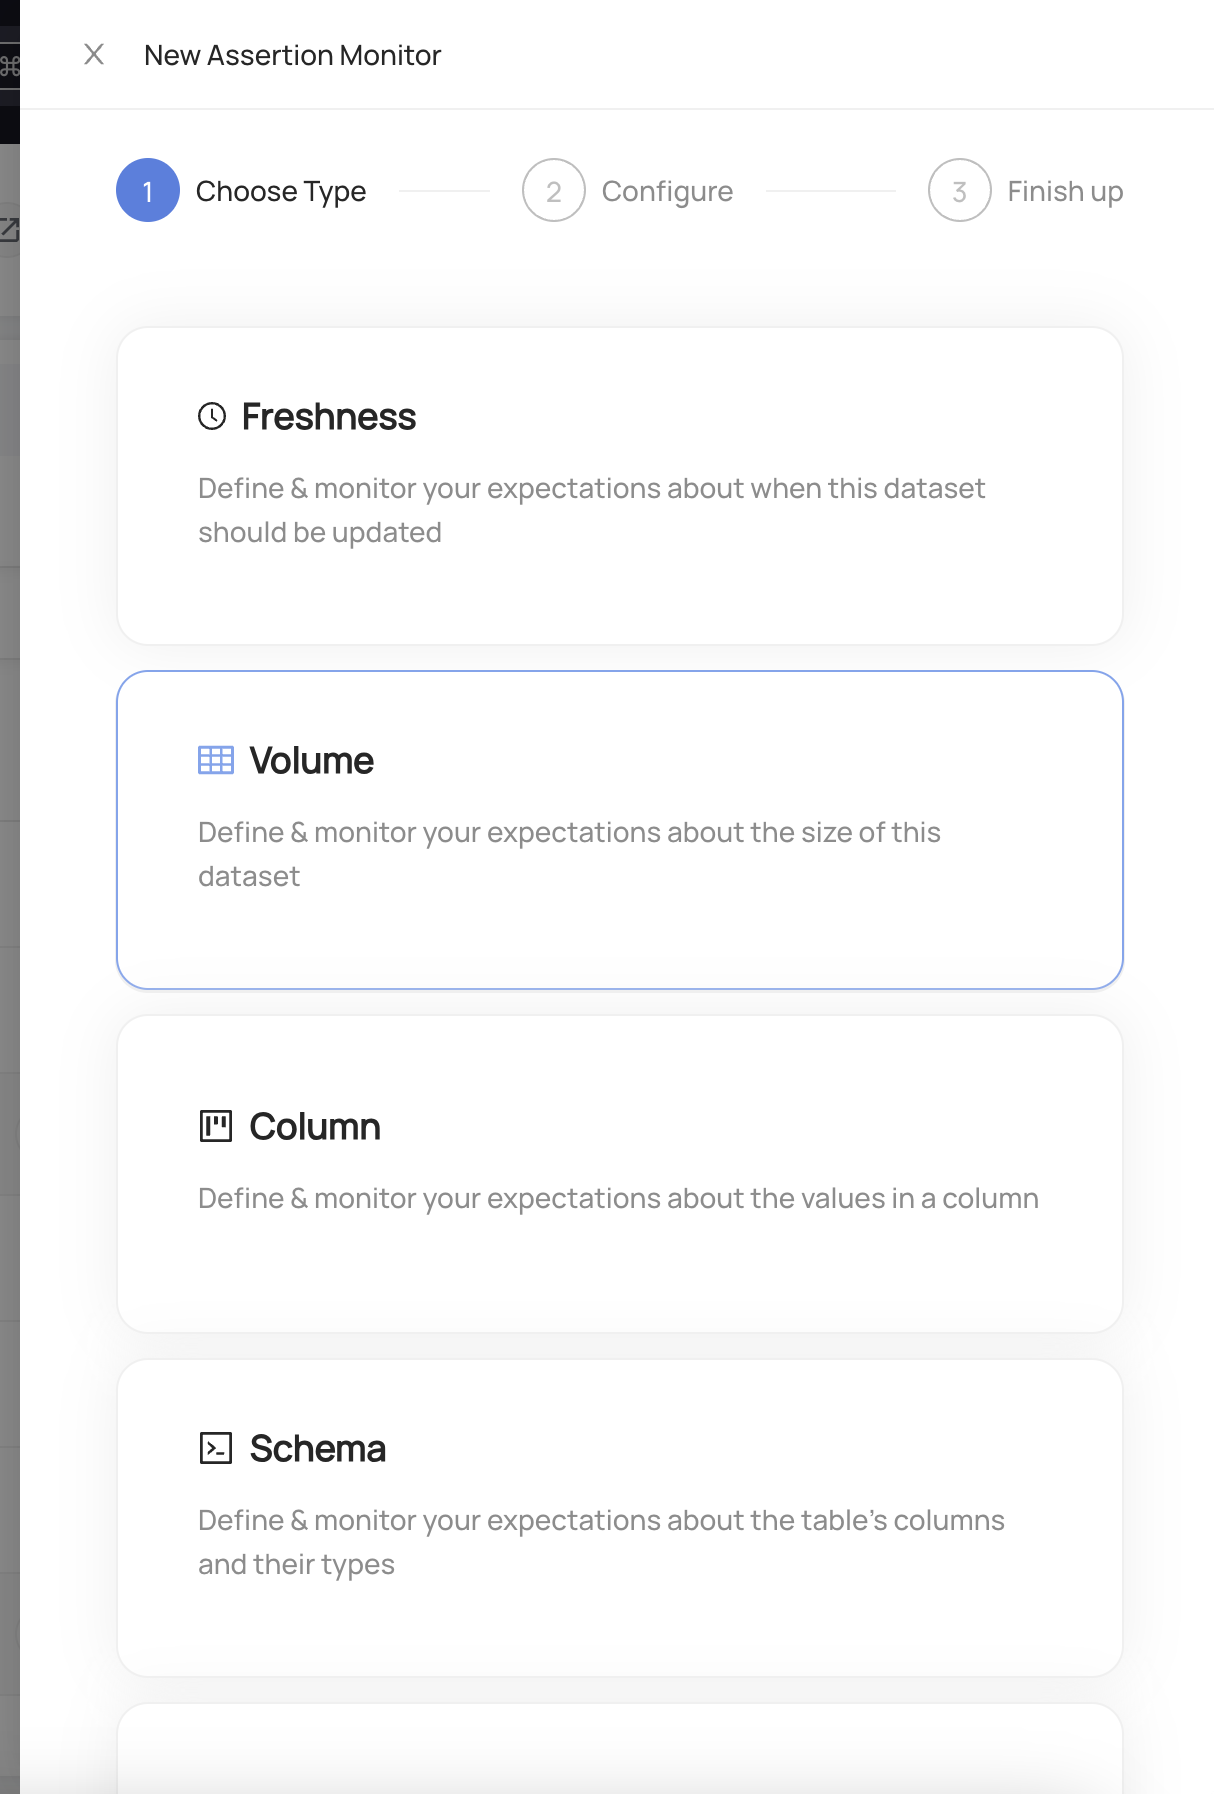 New Assertion Monitor
1 Choose Type
2 Configure
3 Finish up
Freshness
Define & monitor your expectations about when this dataset
should be updated
Volume
Define & monitor your expectations about the size of this
dataset
Column
Define & monitor your expectations about the values in a column
Schema
Define & monitor your expectations about the table's columns
and their types